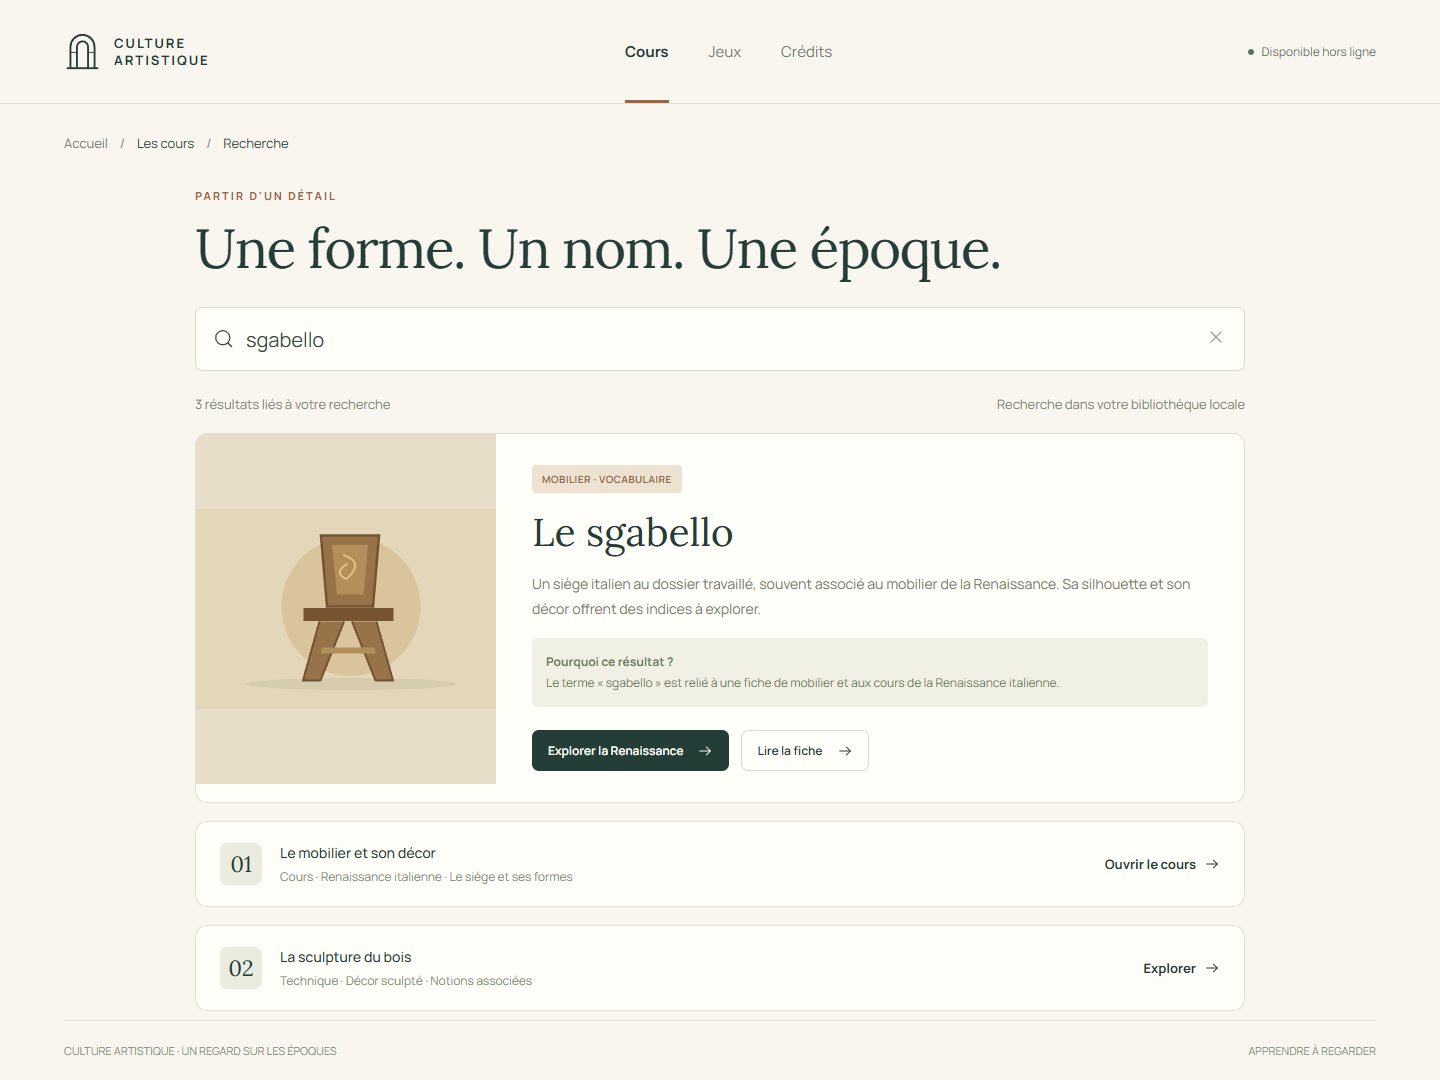 CULTURE
ARTISTIQUE
Cours
Jeux
Crédits
Disponible hors ligne
Accueil / Les cours / Recherche
PARTIR D'UN DÉTAIL
Une forme. Un nom. Une époque.
sgabello
3 résultats liés à votre recherche
Recherche dans votre bibliothèque locale
MOBILIER · VOCABULAIRE
Le sgabello
Un siège italien au dossier travaillé, souvent associé au mobilier de la Renaissance. Sa silhouette et son
décor offrent des indices à explorer.
Pourquoi ce résultat ?
Le terme « sgabello » est relié à une fiche de mobilier et aux cours de la Renaissance italienne.
Explorer la Renaissance →
Lire la fiche →
01
Le mobilier et son décor
Cours · Renaissance italienne · Le siège et ses formes
Ouvrir le cours →
02
La sculpture du bois
Technique · Décor sculpté · Notions associées
Explorer →
CULTURE ARTISTIQUE · UN REGARD SUR LES ÉPOQUES
APPRENDRE À REGARDER